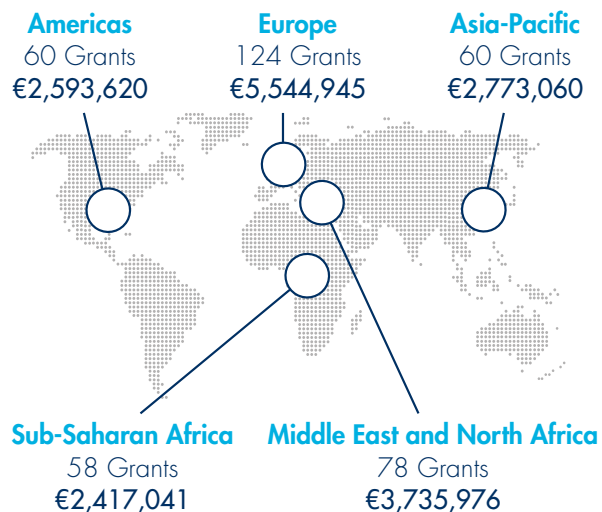 Americas
60 Grants
€2,593,620
Europe
124 Grants
€5,544,945
Asia-Pacific
60 Grants
€2,773,060
Sub-Saharan Africa
58 Grants
€2,417,041
Middle East and North Africa
78 Grants
€3,735,976